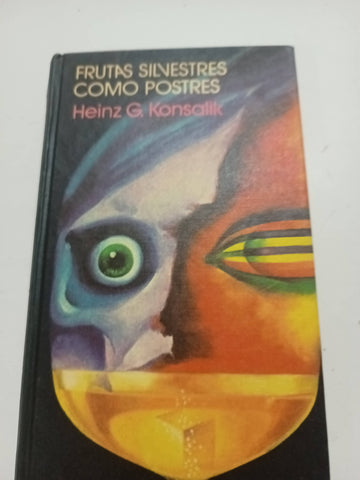 FRUTAS SILVESTRES
COMO POSTRES
Heinz G. Konsalik